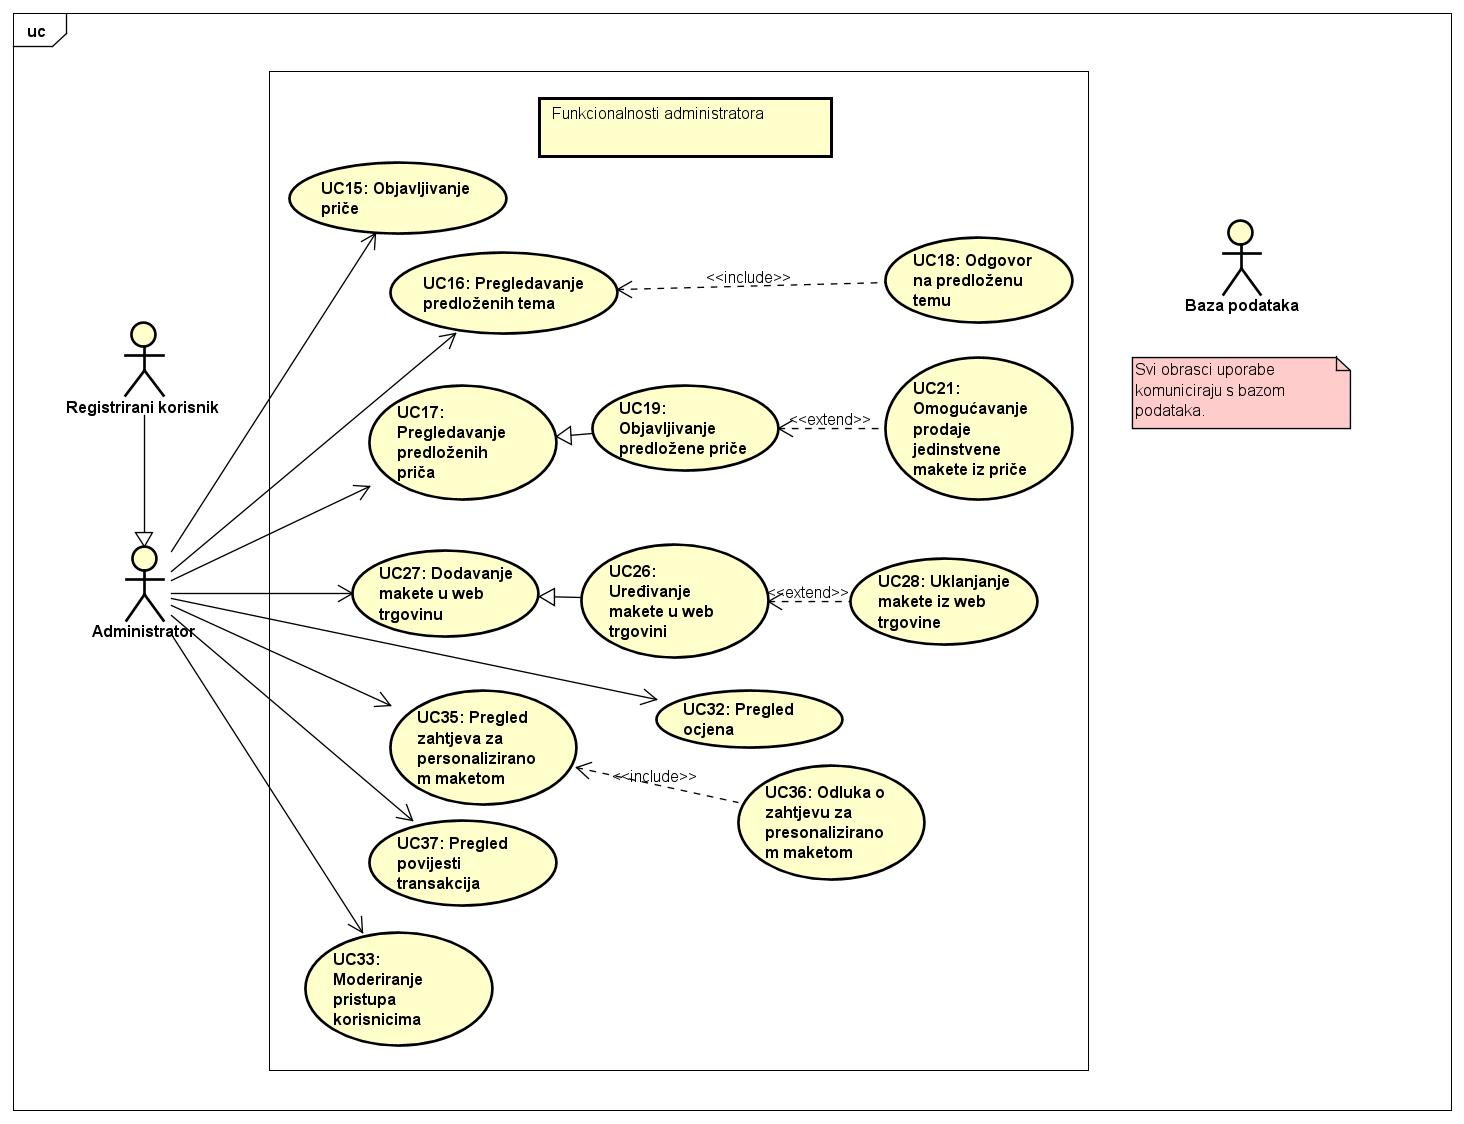 uc
Funkcionalnosti administratora
UC15: Objavljivanje
priče
UC16: Pregledavanje
predloženih tema
<<include>>
UC18: Odgovor
na predloženu
temu
Baza podataka
Svi obrasci uporabe
komuniciraju s bazom
podataka.
Registrirani korisnik
UC17:
Pregledavanje
predloženih
priča
UC19:
Objavljivanje
predložene priče
<<extend>>
UC21:
Omogućavanje
prodaje
jedinstvene
makete iz priče
Administrator
UC27: Dodavanje
makete u web
trgovinu
UC26:
Uređivanje
makete u web
trgovini
<<extend>>
UC28: Uklanjanje
makete iz web
trgovine
UC32: Pregled
ocjena
UC35: Pregled
zahtjeva za
personalizirano
m maketom
<<include>>
UC36: Odluka o
zahtjevu za
presonalizirano
m maketom
UC37: Pregled
povijesti
transakcija
UC33:
Moderiranje
pristupa
korisnicima